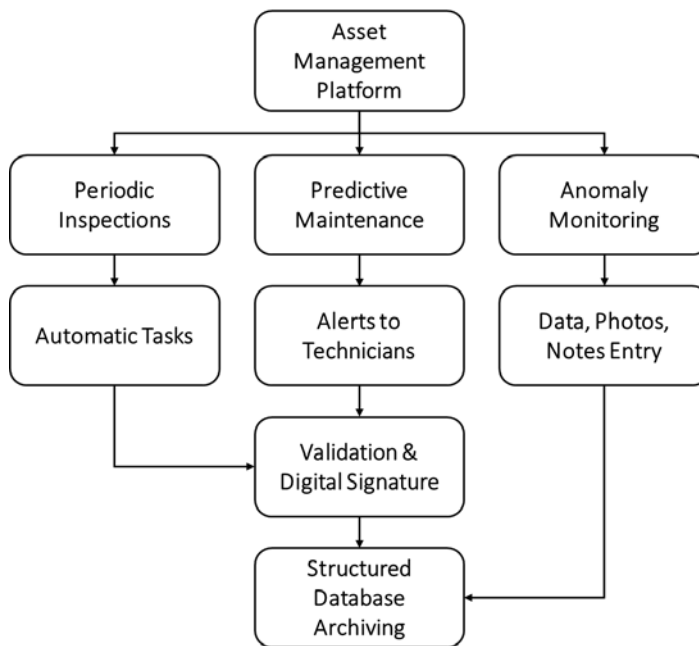 Asset
Management
Platform
Periodic
Inspections
Predictive
Maintenance
Anomaly
Monitoring
Automatic Tasks
Alerts to
Technicians
Data, Photos,
Notes Entry
Validation &
Digital Signature
Structured
Database
Archiving